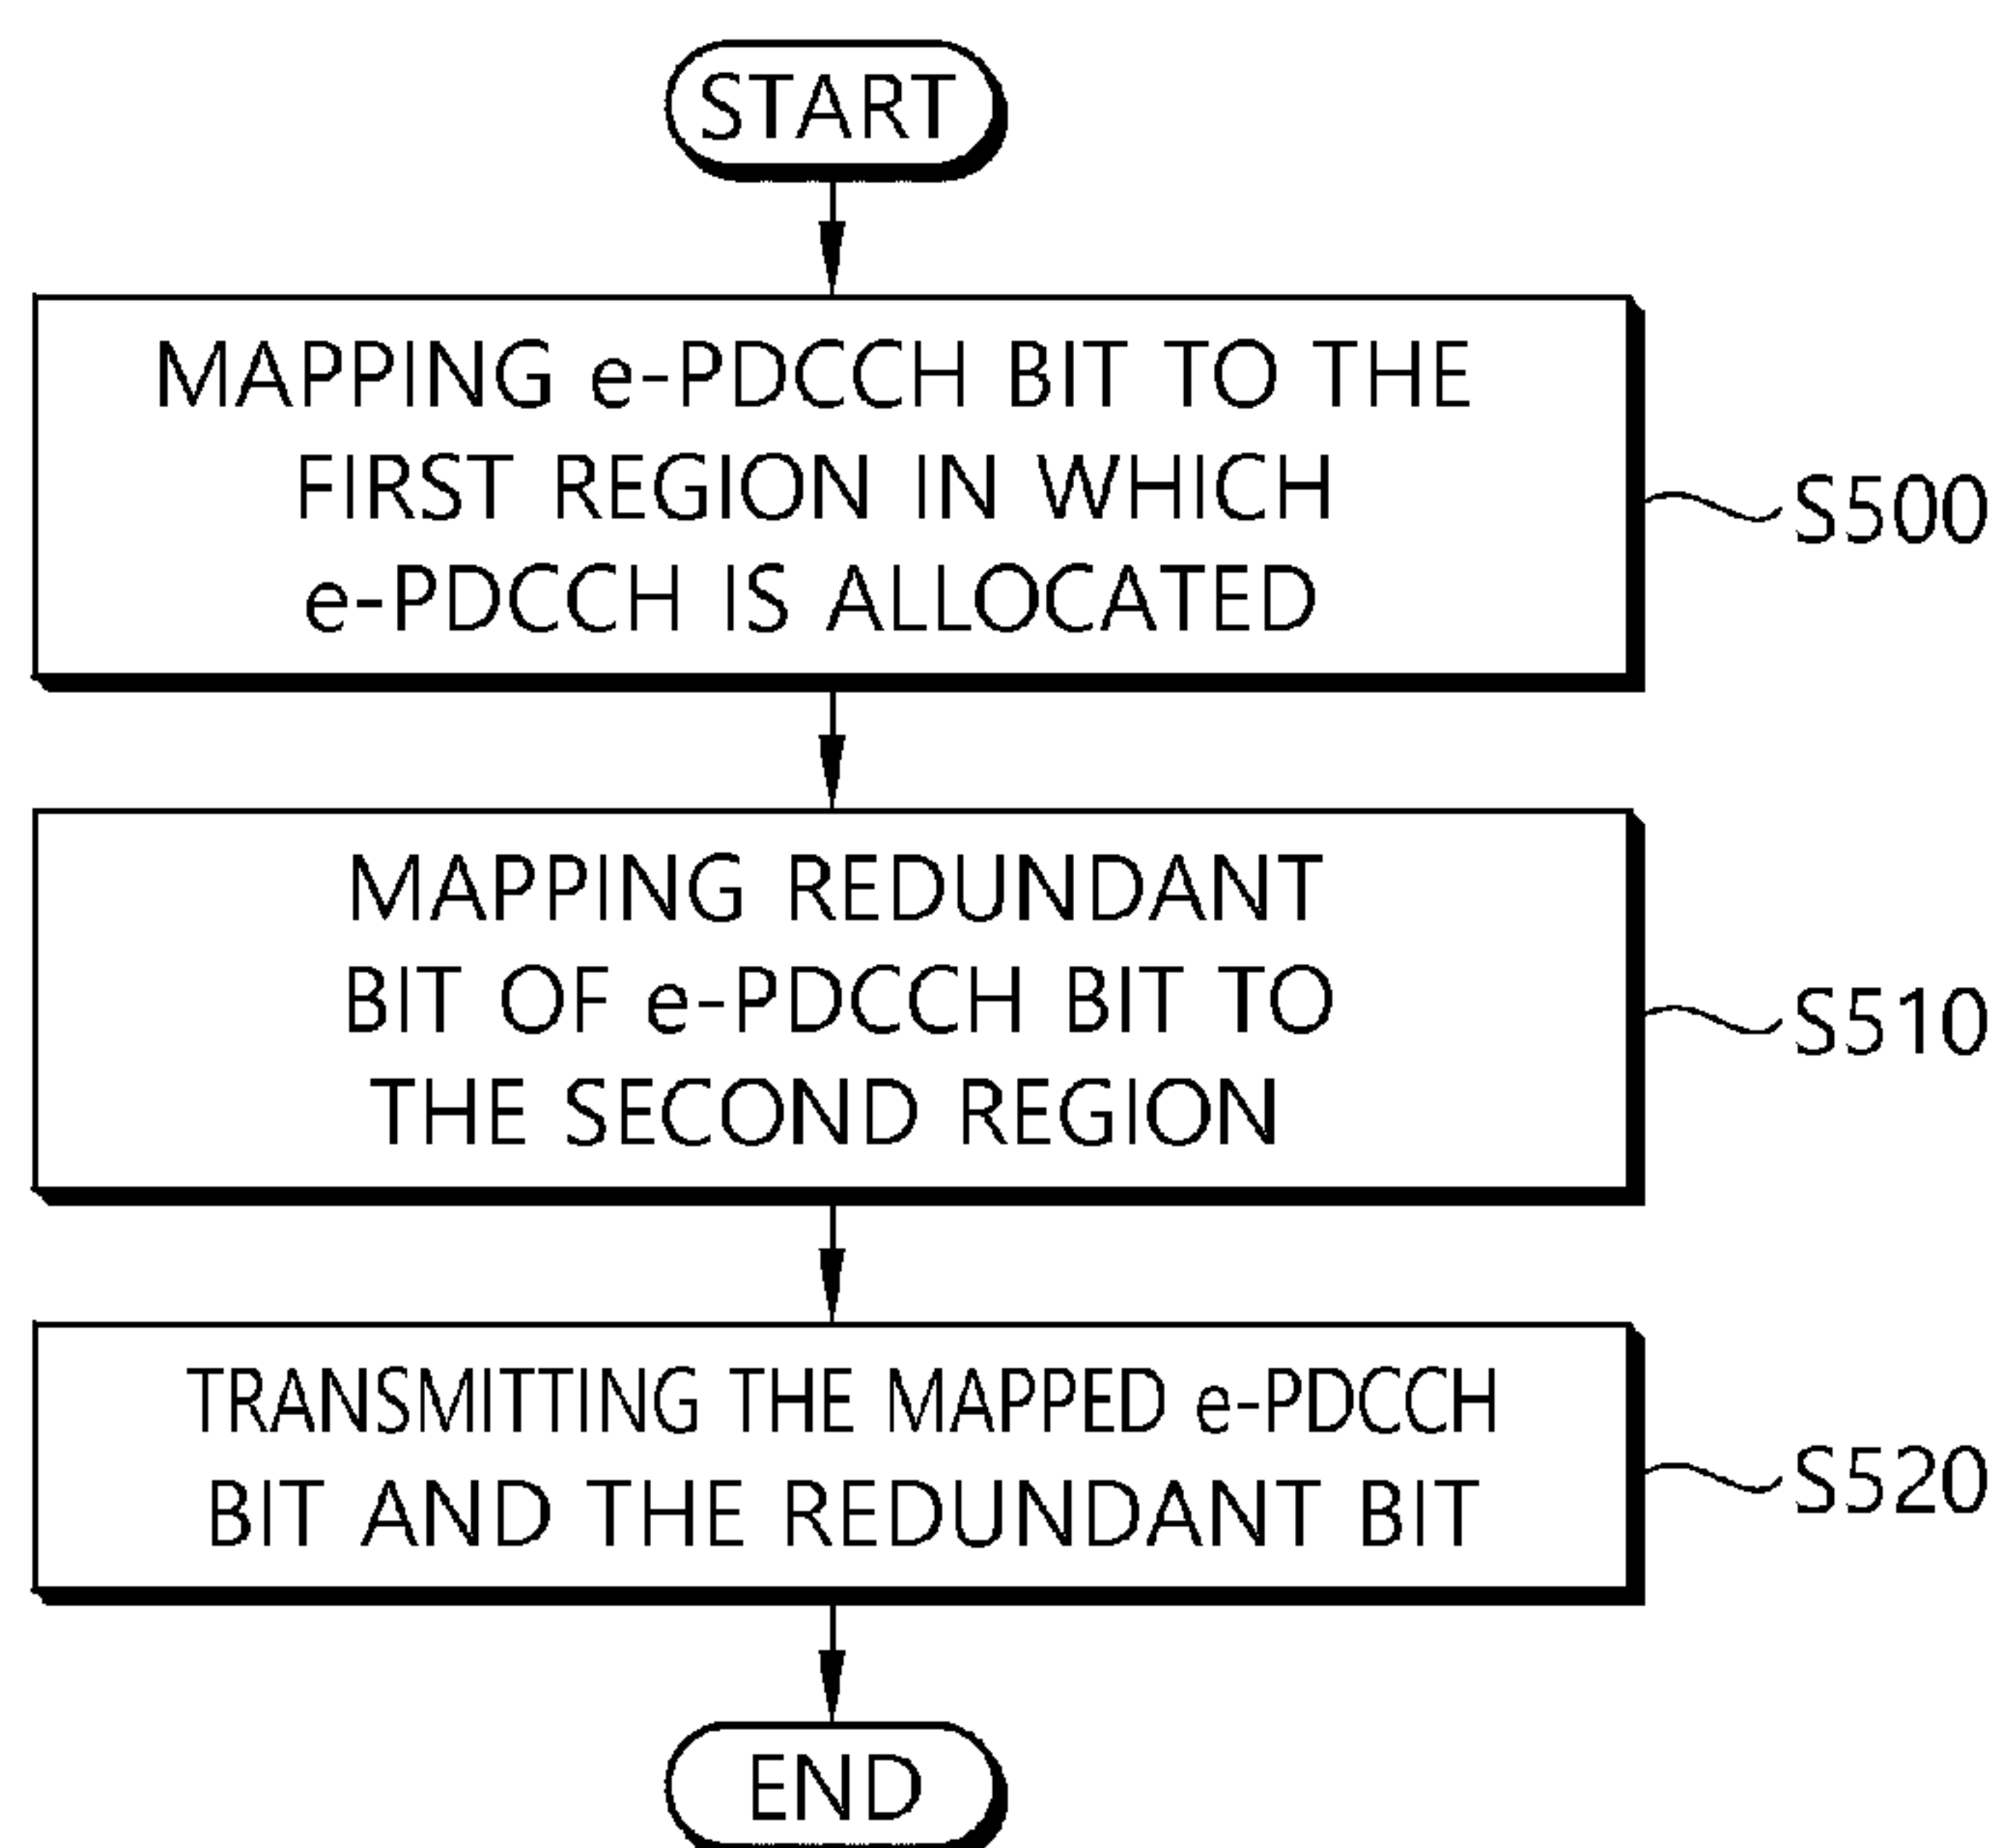 START
MAPPING e-PDCCH BIT TO THE
FIRST REGION IN WHICH
e-PDCCH IS ALLOCATED
S500
MAPPING REDUNDANT
BIT OF e-PDCCH BIT TO
THE SECOND REGION
S510
TRANSMITTING THE MAPPED e-PDCCH
BIT AND THE REDUNDANT BIT
S520
END